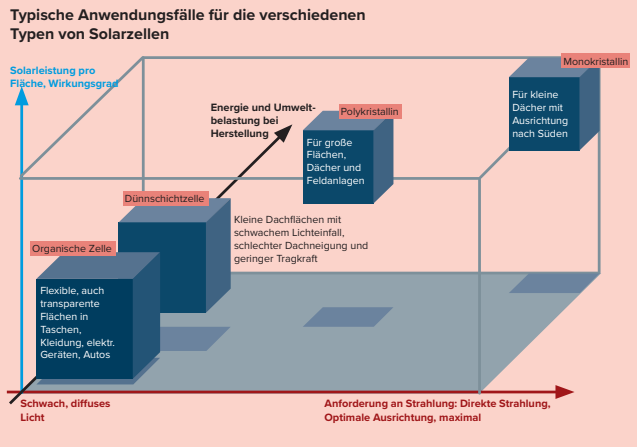 Typische Anwendungsfälle für die verschiedenen
Typen von Solarzellen
Solarleistung pro
Fläche, Wirkungsgrad
Energie und Umwelt-
belastung bei
Herstellung
Monokristallin
Für kleine
Dächer mit
Ausrichtung
nach Süden
Polykristallin
Für große
Flächen,
Dächer und
Feldanlagen
Dünnschichtzelle
Kleine Dachflächen mit
schwachem Lichteinfall,
schlechter Dachneigung und
geringer Tragkraft
Organische Zelle
Flexible, auch
transparente
Flächen in
Taschen,
Kleidung, elektr.
Geräten, Autos
Schwach, diffuses
Licht
Anforderung an Strahlung: Direkte Strahlung,
Optimale Ausrichtung, maximal